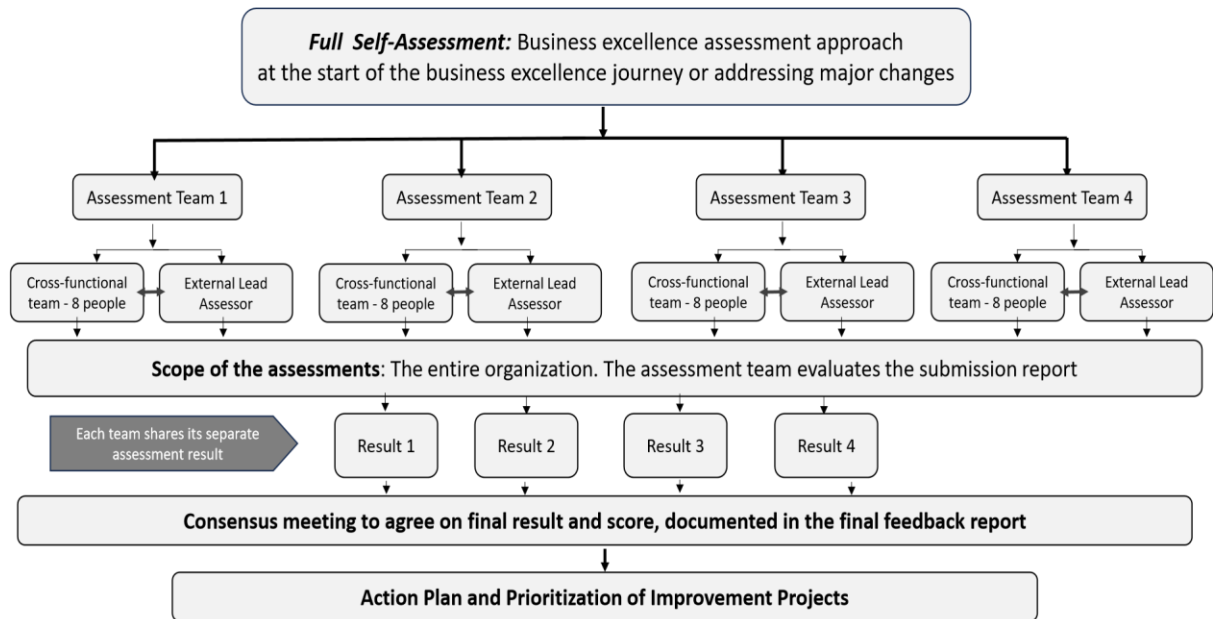 Full Self-Assessment: Business excellence assessment approach
at the start of the business excellence journey or addressing major changes
Assessment Team 1
Assessment Team 2
Assessment Team 3
Assessment Team 4
Cross-functional
team - 8 people
External Lead
Assessor
Cross-functional
team - 8 people
External Lead
Assessor
Cross-functional
team - 8 people
External Lead
Assessor
Cross-functional
team - 8 people
External Lead
Assessor
Scope of the assessments: The entire organization. The assessment team evaluates the submission report
Each team shares its separate
assessment result
Result 1
Result 2
Result 3
Result 4
Consensus meeting to agree on final result and score, documented in the final feedback report
Action Plan and Prioritization of Improvement Projects